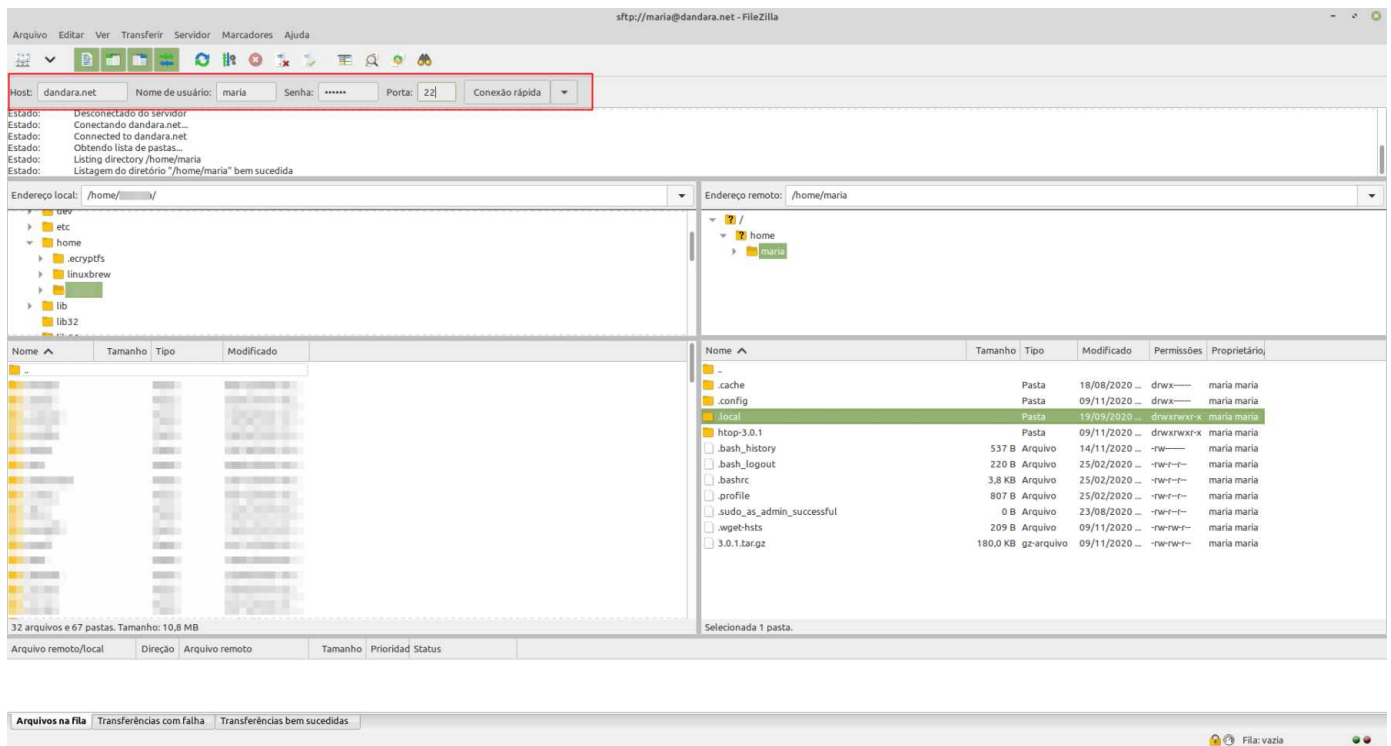 sftp://maria@dandara.net - FileZilla
Arquivo Editar Ver Transferir Servidor Marcadores Ajuda
Host: dandara.net Nome de usuário: maria Senha: •••••• Porta: 22 Conexão rápida
Estado: Desconectado do servidor
Estado: Conectando dandara.net...
Estado: Connected to dandara.net
Estado: Obtendo lista de pastas...
Estado: Listing directory /home/maria
Estado: Listagem do diretório "/home/maria" bem sucedida
Endereço local: /home/
Endereço remoto: /home/maria
dev
etc
home
.ecryptfs
linuxbrew
lib
lib32
/
home
maria
Nome Tamanho Tipo Modificado
..
32 arquivos e 67 pastas. Tamanho: 10,8 MB
Nome Tamanho Tipo Modificado Permissões Proprietário/
..
.cache Pasta 18/08/2020 ... drwx------ maria maria
.config Pasta 09/11/2020 ... drwx------ maria maria
.local Pasta 19/09/2020 ... drwxrwxr-x maria maria
htop-3.0.1 Pasta 09/11/2020 ... drwxrwxr-x maria maria
.bash_history 537 B Arquivo 14/11/2020 ... -rw------- maria maria
.bash_logout 220 B Arquivo 25/02/2020 ... -rw-r--r-- maria maria
.bashrc 3,8 KB Arquivo 25/02/2020 ... -rw-r--r-- maria maria
.profile 807 B Arquivo 25/02/2020 ... -rw-r--r-- maria maria
.sudo_as_admin_successful 0 B Arquivo 23/08/2020 ... -rw-r--r-- maria maria
.wget-hsts 209 B Arquivo 09/11/2020 ... -rw-rw-r-- maria maria
3.0.1.tar.gz 180,0 KB gz-arquivo 09/11/2020 ... -rw-rw-r-- maria maria
Selecionada 1 pasta.
Arquivo remoto/local Direção Arquivo remoto Tamanho Prioridad Status
Arquivos na fila Transferências com falha Transferências bem sucedidas
Fila: vazia